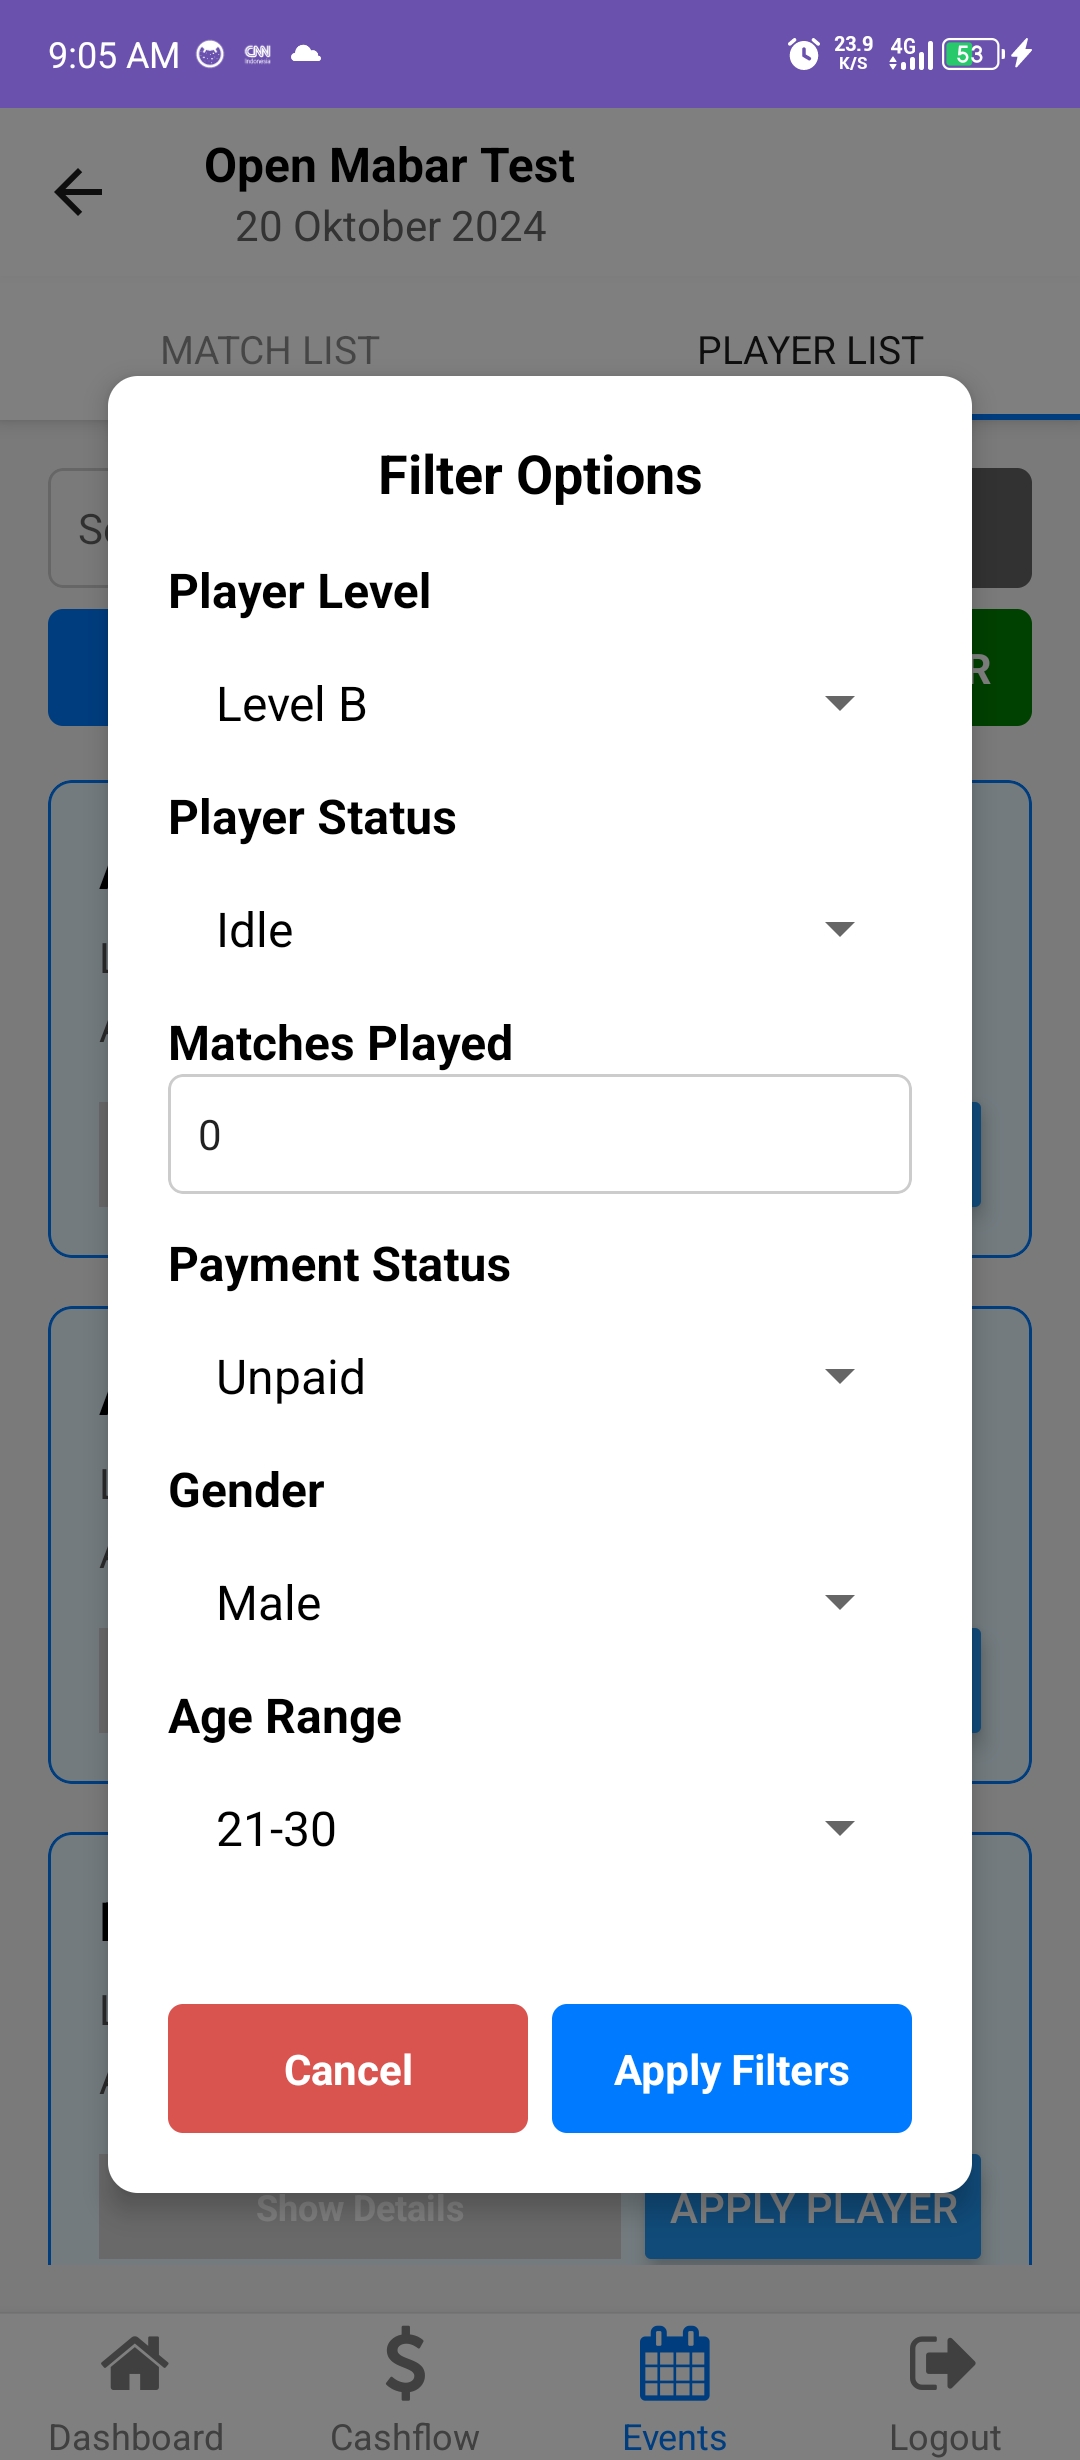 9:05 AM CNN Indonesia 23.9 K/S 4G 53
Open Mabar Test
20 Oktober 2024
MATCH LIST PLAYER LIST
Filter Options
Player Level
Level B
Player Status
Idle
Matches Played
0
Payment Status
Unpaid
Gender
Male
Age Range
21-30
Cancel Apply Filters
Show Details APPLY PLAYER
Dashboard Cashflow Events Logout